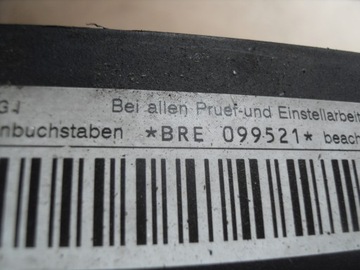 Bei allen Pruef-und Einstellarbeit
nbuchstaben *BRE 099521* beach